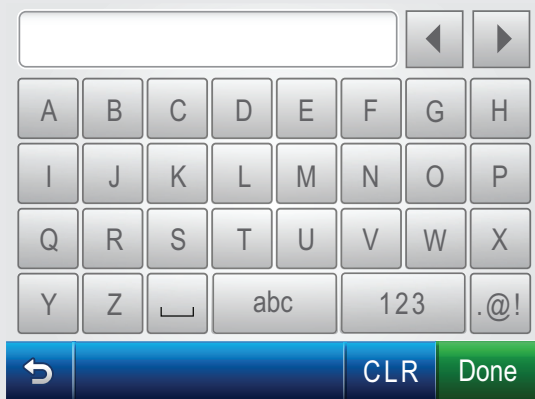 A B C D E F G H
I J K L M N O P
Q R S T U V W X
Y Z abc 123 .@!
CLR Done